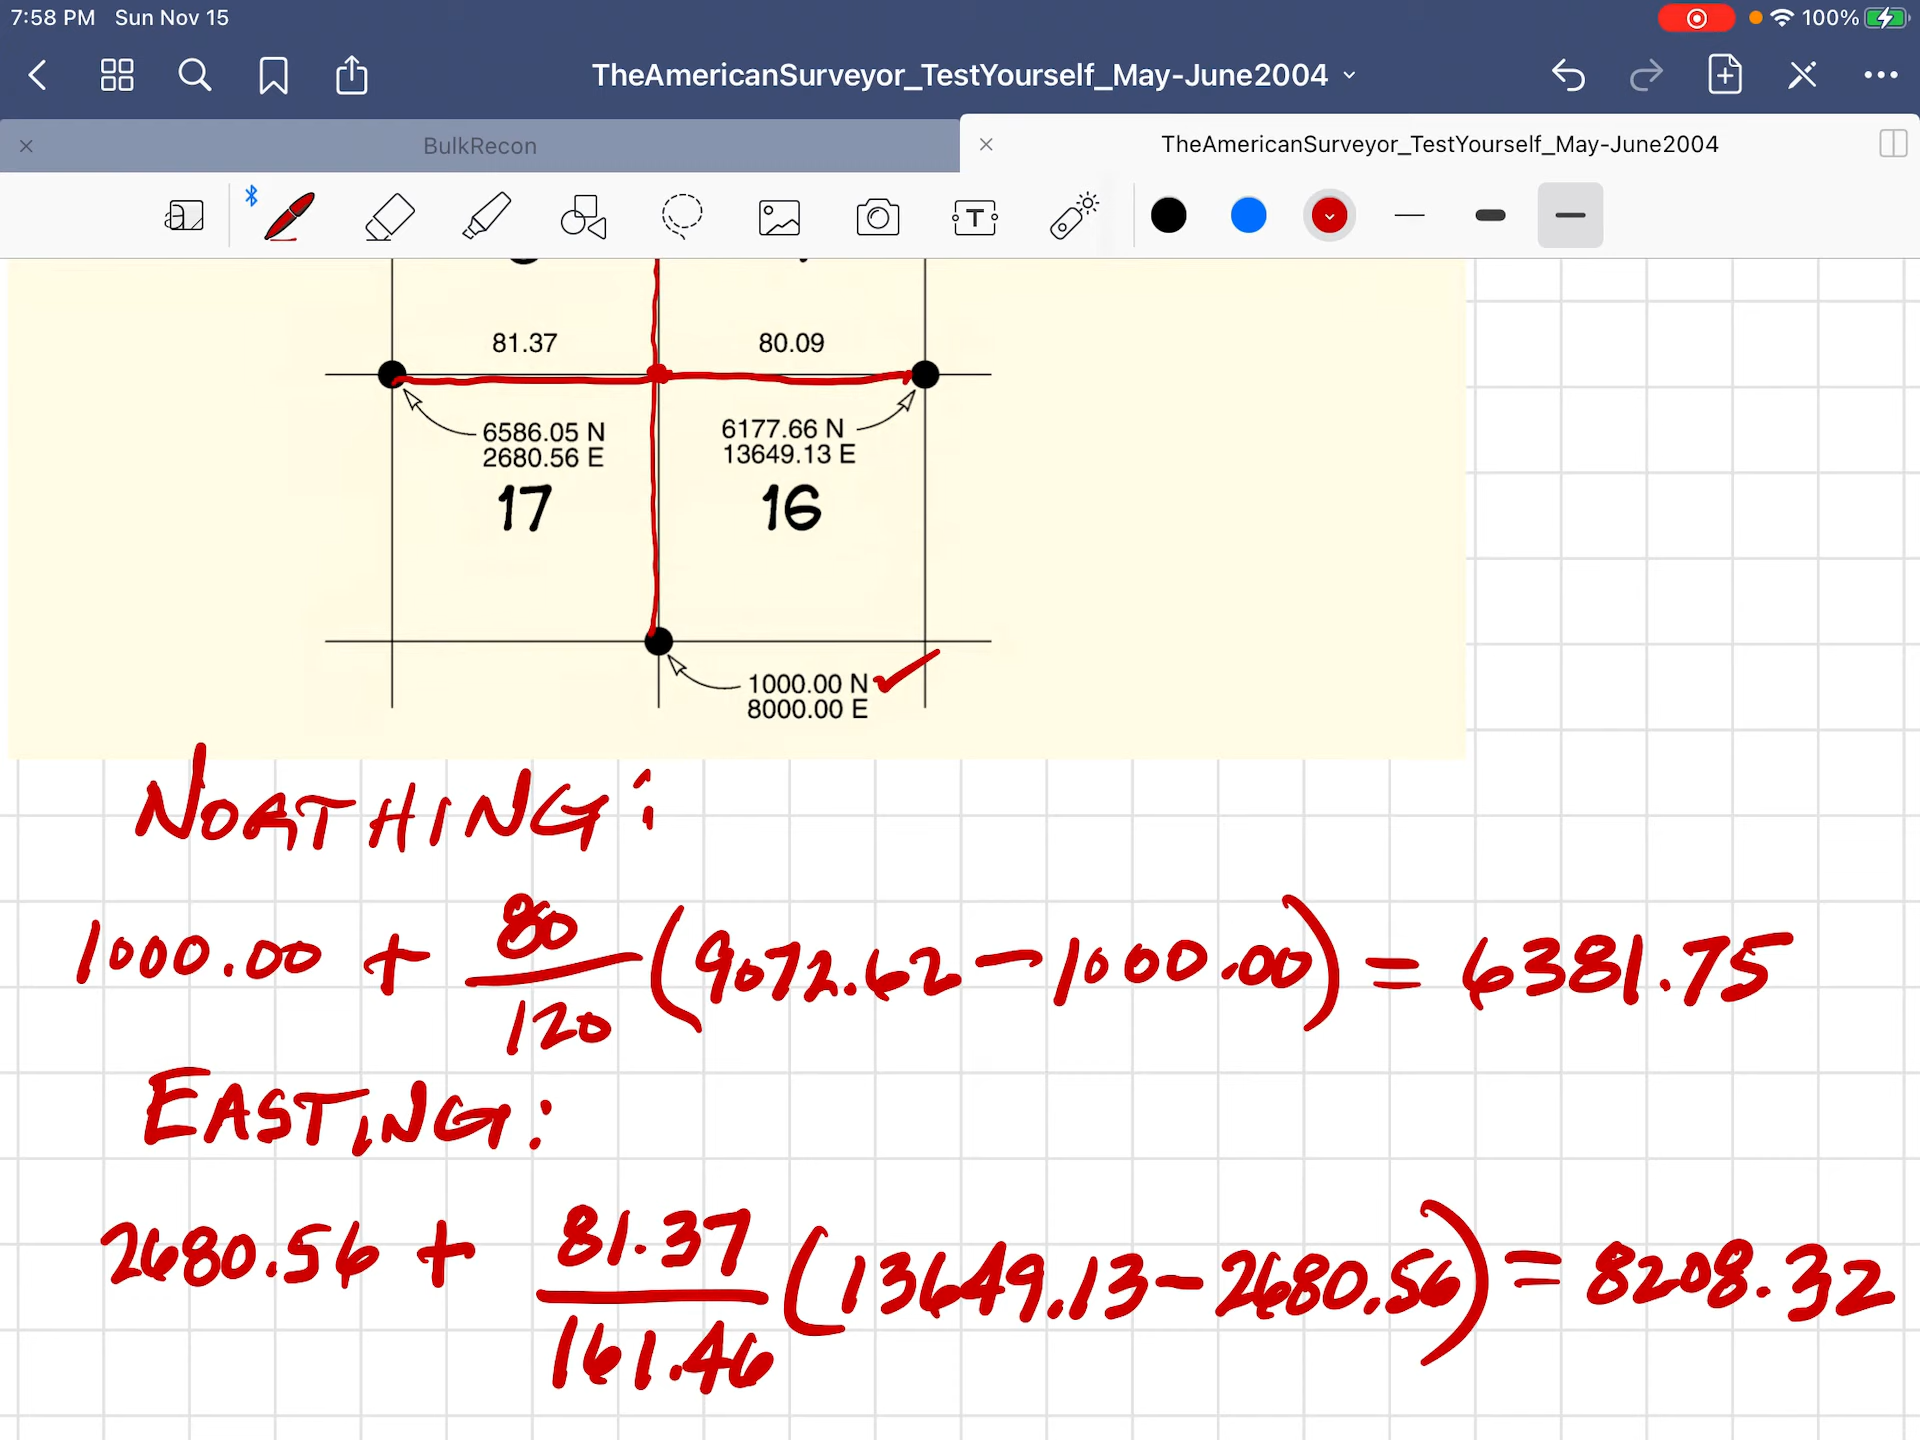 7:58 PM Sun Nov 15
100%
TheAmericanSurveyor_TestYourself_May-June2004
BulkRecon
TheAmericanSurveyor_TestYourself_May-June2004
81.37 80.09
6586.05 N
2680.56 E
6177.66 N
13649.13 E
17 16
1000.00 N
8000.00 E
NORTHING:
1000.00 + 80/120 (9072.62 - 1000.00) = 6381.75
EASTING:
2680.56 + 81.37/161.46 (13649.13 - 2680.56) = 8208.32